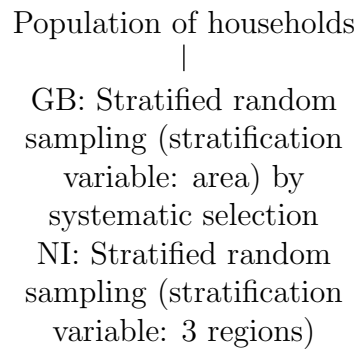 Population of households
|
GB: Stratified random
sampling (stratification
variable: area) by
systematic selection
NI: Stratified random
sampling (stratification
variable: 3 regions)